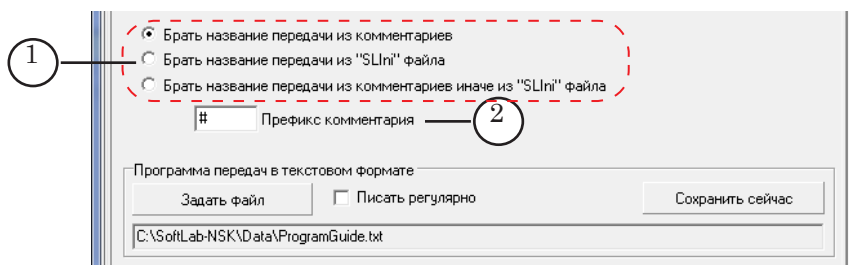 Брать название передачи из комментариев
1
Брать название передачи из "SLIni" файла
Брать название передачи из комментариев иначе из "SLIni" файла
# Префикс комментария 2
Программа передач в текстовом формате
Задать файл Писать регулярно Сохранить сейчас
C:\SoftLab-NSK\Data\ProgramGuide.txt